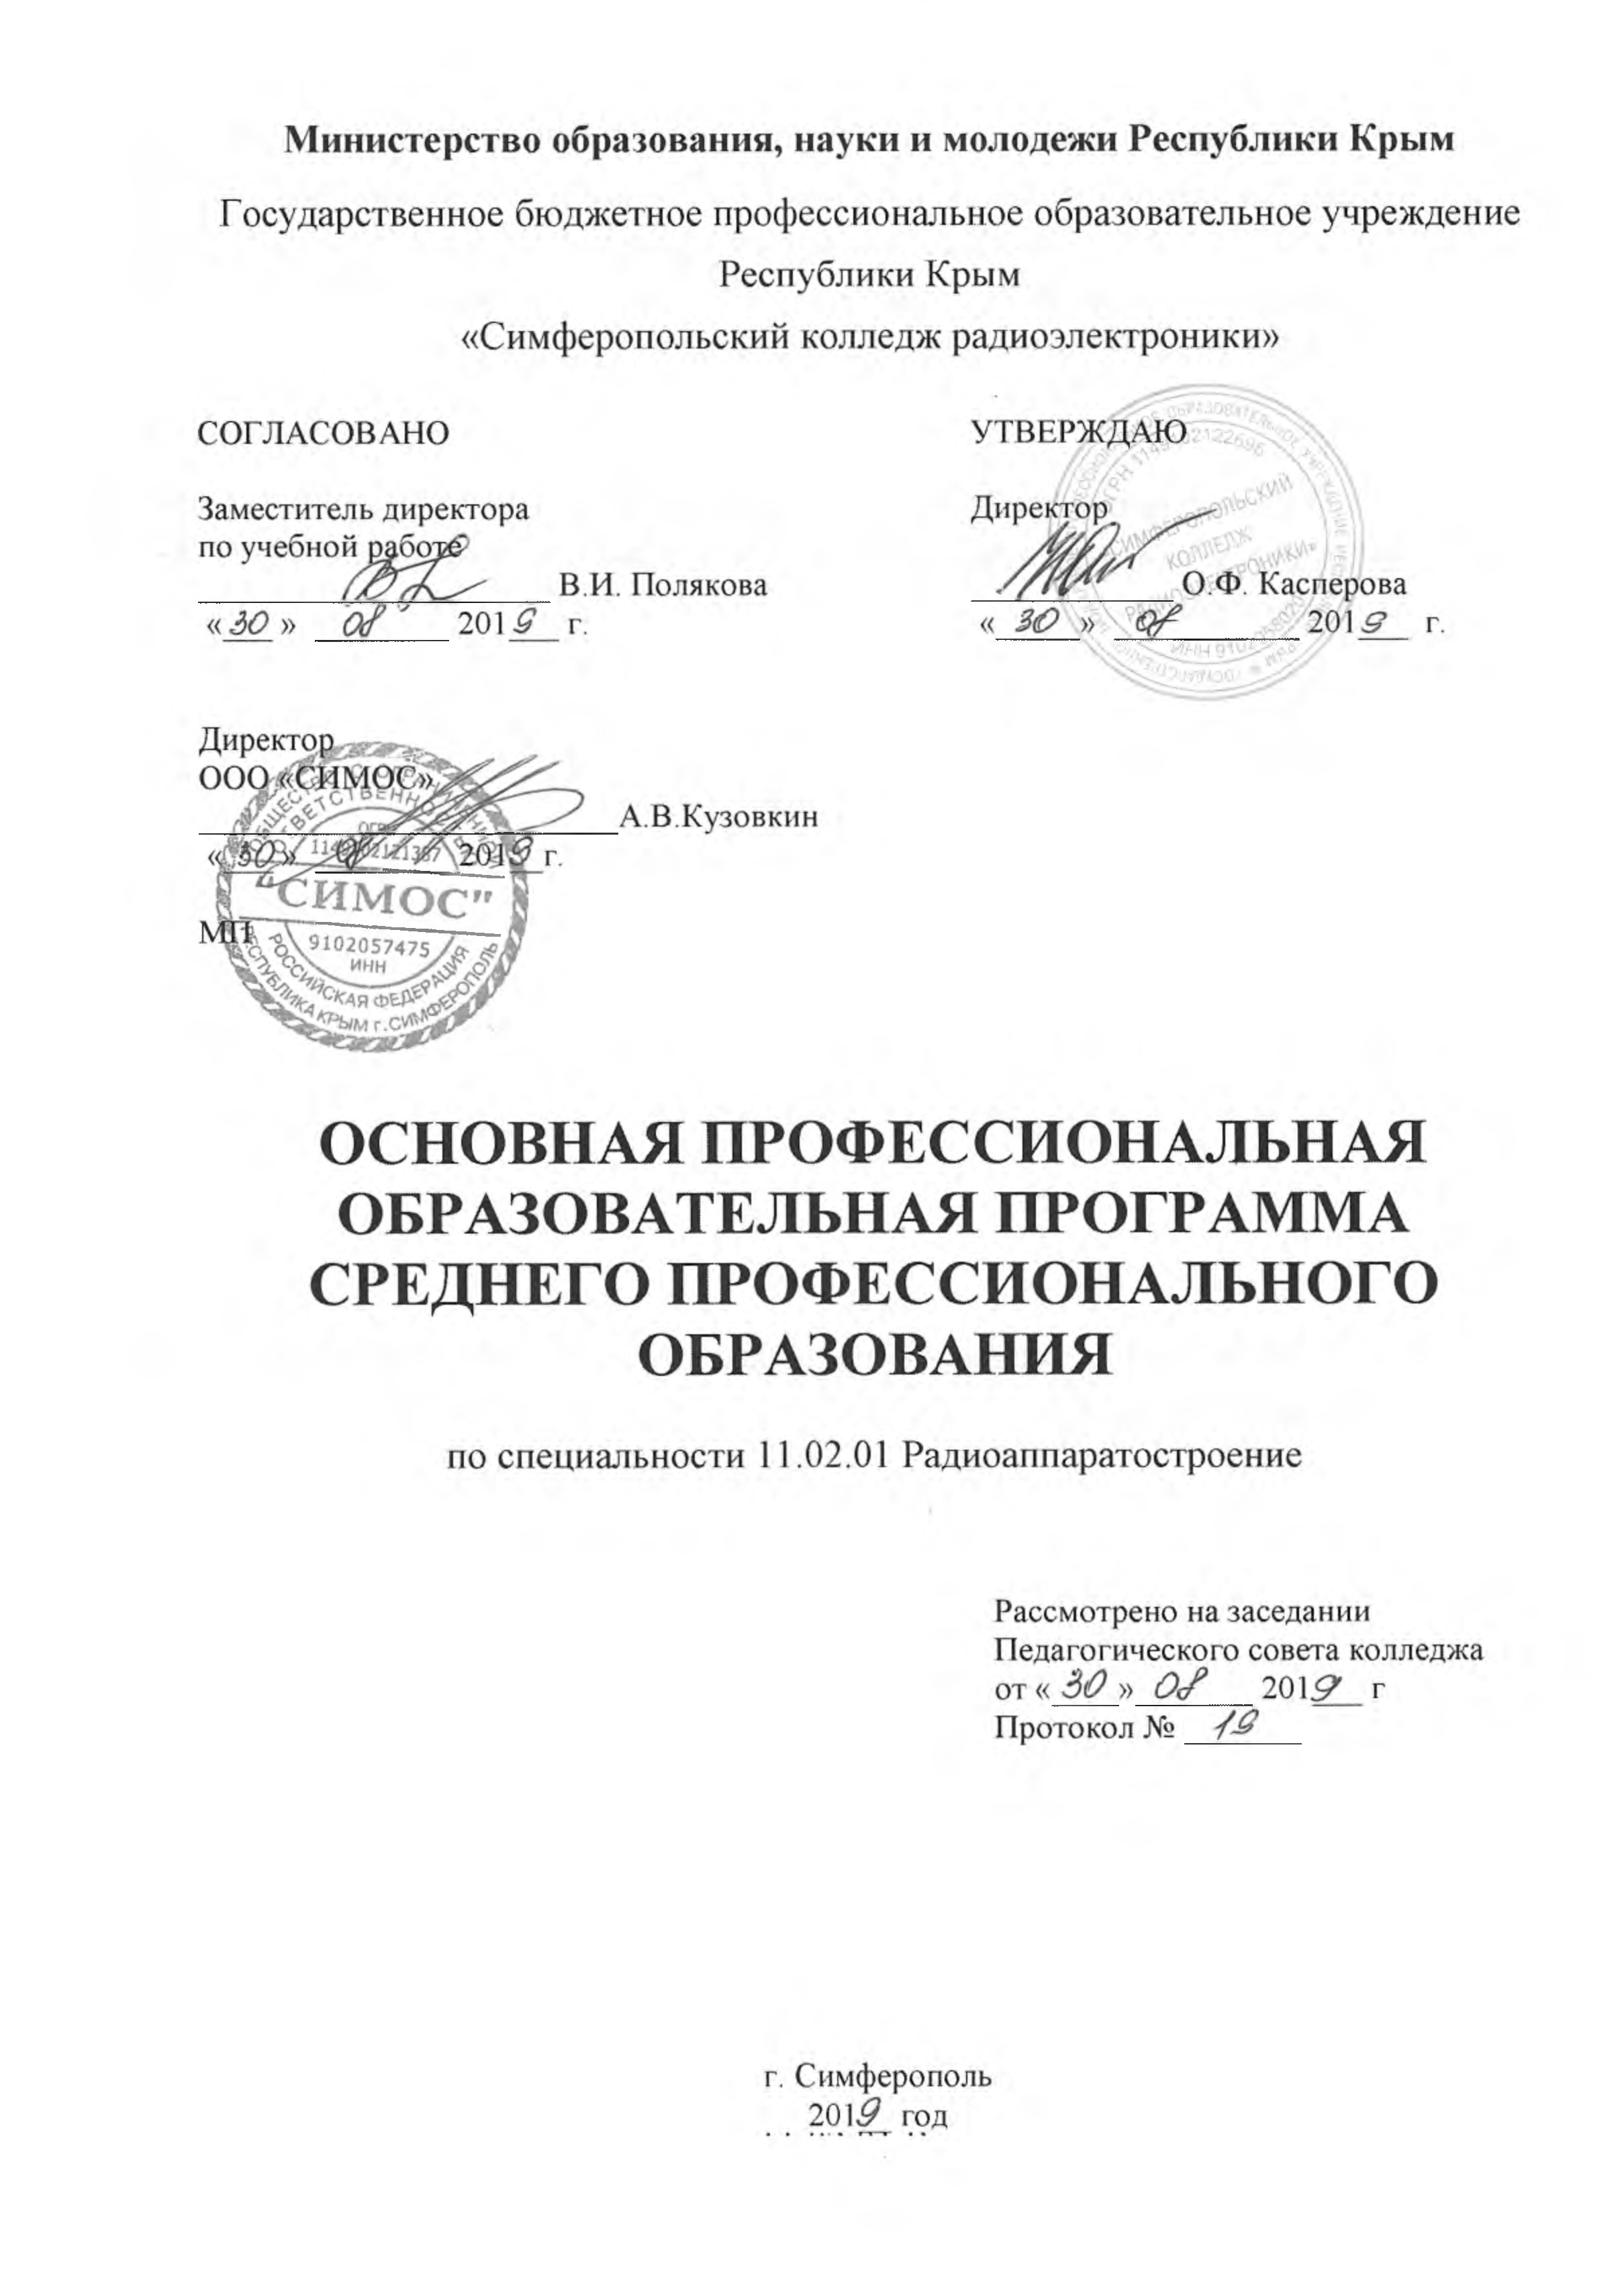 Министерство образования, науки и молодежи Республики Крым
Государственное бюджетное профессиональное образовательное учреждение
Республики Крым
«Симферопольский колледж радиоэлектроники»
СОГЛАСОВАНО
Заместитель директора
по учебной работе
В.И. Полякова
«30» 08 2019 г.
УТВЕРЖДАЮ
Директор
О.Ф. Касперова
«30» 08 2019 г.
«СИМФЕРОПОЛЬСКИЙ
КОЛЛЕДЖ
РАДИОЭЛЕКТРОНИКИ»
Директор
ООО «СИМОС»
А.В.Кузовкин
«30» 08 2019 г.
МП
"СИМОС"
9102057475
ИНН
РОССИЙСКАЯ ФЕДЕРАЦИЯ
РЕСПУБЛИКА КРЫМ г.СИМФЕРОПОЛЬ
ОСНОВНАЯ ПРОФЕССИОНАЛЬНАЯ
ОБРАЗОВАТЕЛЬНАЯ ПРОГРАММА
СРЕДНЕГО ПРОФЕССИОНАЛЬНОГО
ОБРАЗОВАНИЯ
по специальности 11.02.01 Радиоаппаратостроение
Рассмотрено на заседании
Педагогического совета колледжа
от «30» 08 2019 г
Протокол № 19
г. Симферополь
2019 год